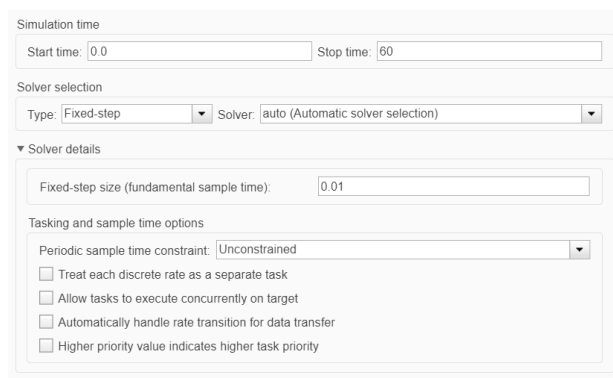 Simulation time
Start time: 0.0 Stop time: 60
Solver selection
Type: Fixed-step Solver: auto (Automatic solver selection)
Solver details
Fixed-step size (fundamental sample time): 0.01
Tasking and sample time options
Periodic sample time constraint: Unconstrained
Treat each discrete rate as a separate task
Allow tasks to execute concurrently on target
Automatically handle rate transition for data transfer
Higher priority value indicates higher task priority